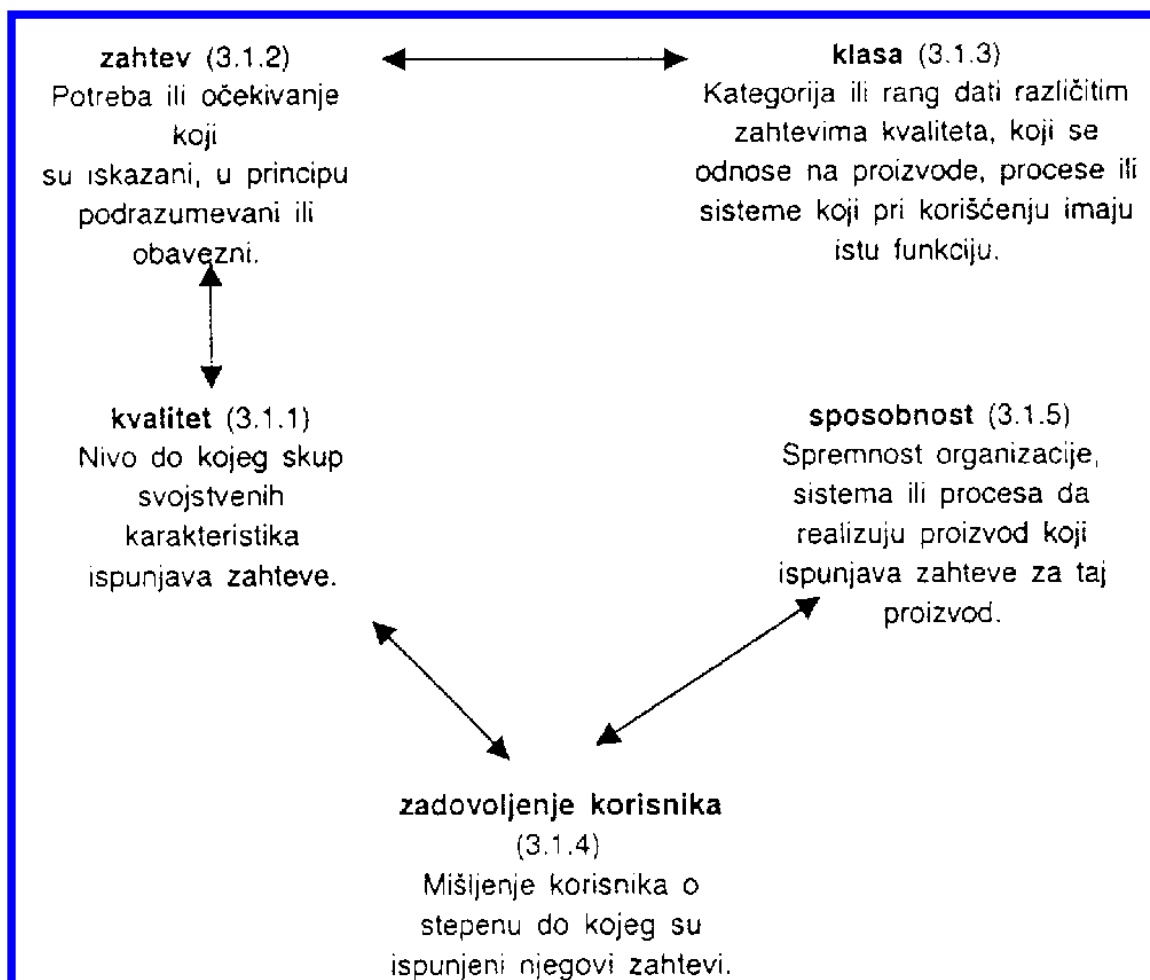 zahtev (3.1.2)
Potreba ili očekivanje
koji
su iskazani, u principu
podrazumevani ili
obavezni.
klasa (3.1.3)
Kategorija ili rang dati različitim
zahtevima kvaliteta, koji se
odnose na proizvode, procese ili
sisteme koji pri korišćenju imaju
istu funkciju.
kvalitet (3.1.1)
Nivo do kojeg skup
svojstvenih
karakteristika
ispunjava zahteve.
sposobnost (3.1.5)
Spremnost organizacije,
sistema ili procesa da
realizuju proizvod koji
ispunjava zahteve za taj
proizvod.
zadovoljenje korisnika
(3.1.4)
Mišljenje korisnika o
stepenu do kojeg su
ispunjeni njegovi zahtevi.